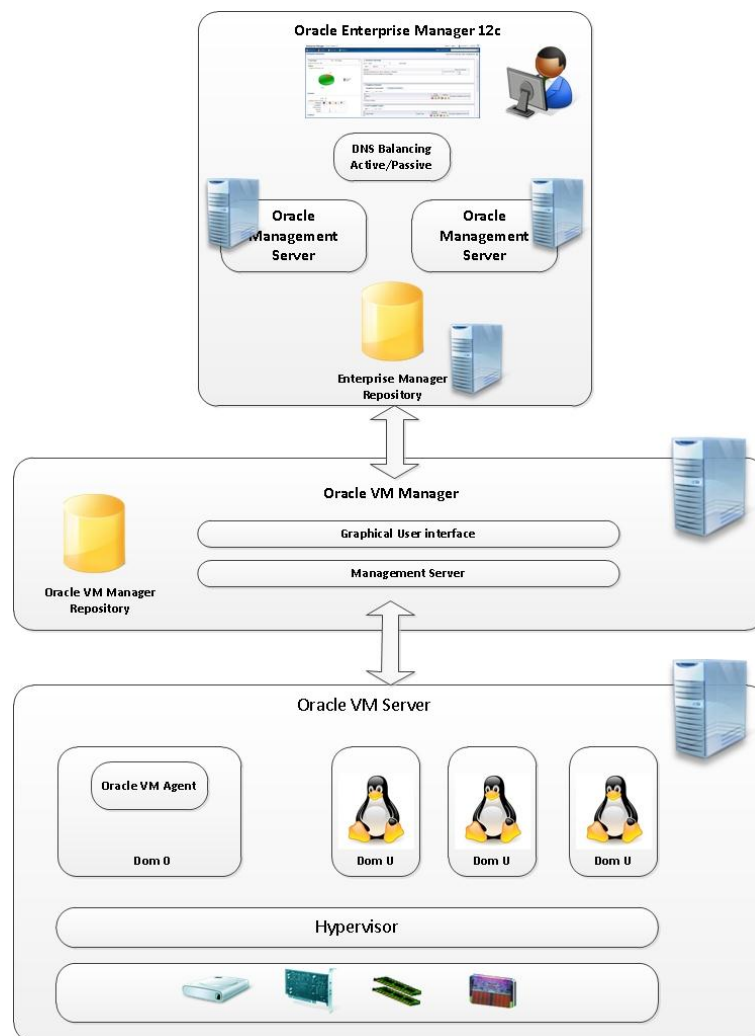 Oracle Enterprise Manager 12c
DNS Balancing
Active/Passive
Oracle
Management
Server
Oracle
Management
Server
Enterprise Manager
Repository
Oracle VM Manager
Graphical User interface
Management Server
Oracle VM Manager
Repository
Oracle VM Server
Oracle VM Agent
Dom 0
Dom U
Dom U
Dom U
Hypervisor